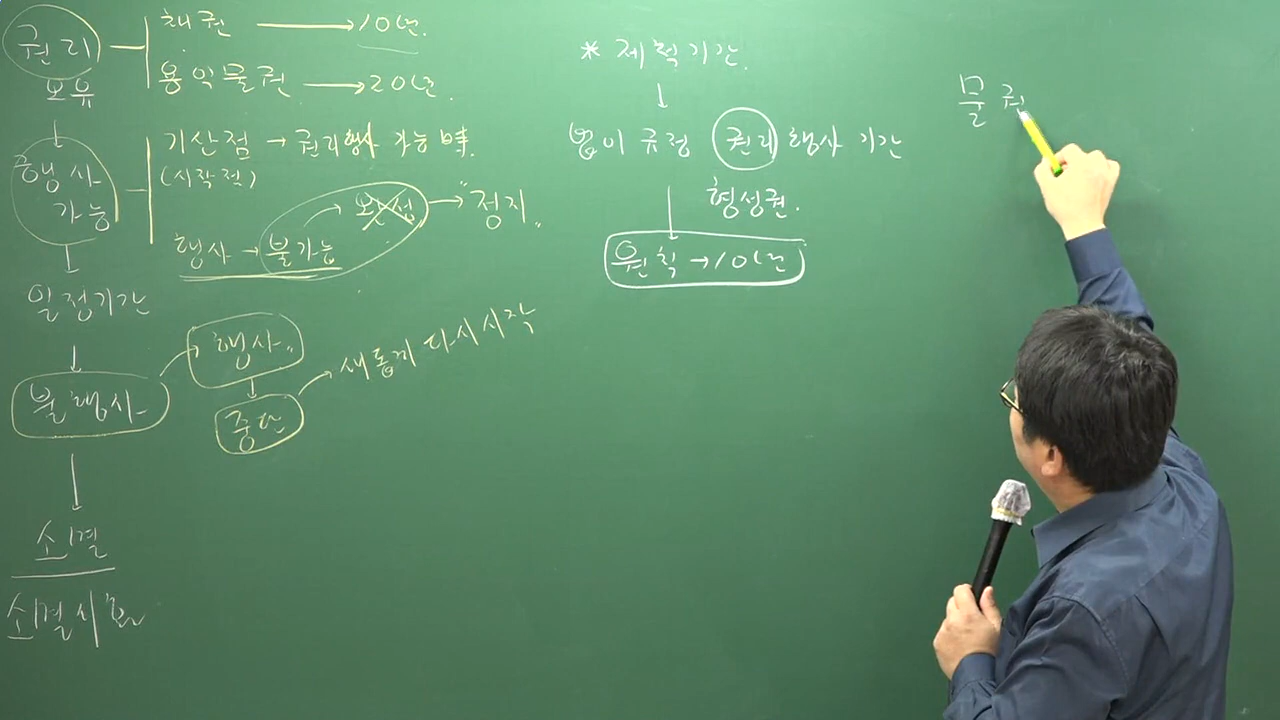 권리 채권 → 10년.
보유 용익물권 → 20년.
↓
행사 가능 기산점 → 권리행사 가능 時.
(시작점)
행사 → 불가능 → "정지"
↓
일정기간
↓
불행사 → 행사"
↓
중단 → 새롭게 다시 시작
↓
소멸
소멸시효
* 제척기간.
↓
법이 규정 권리 행사 기간
형성권.
↓
원칙 → 10년
물권